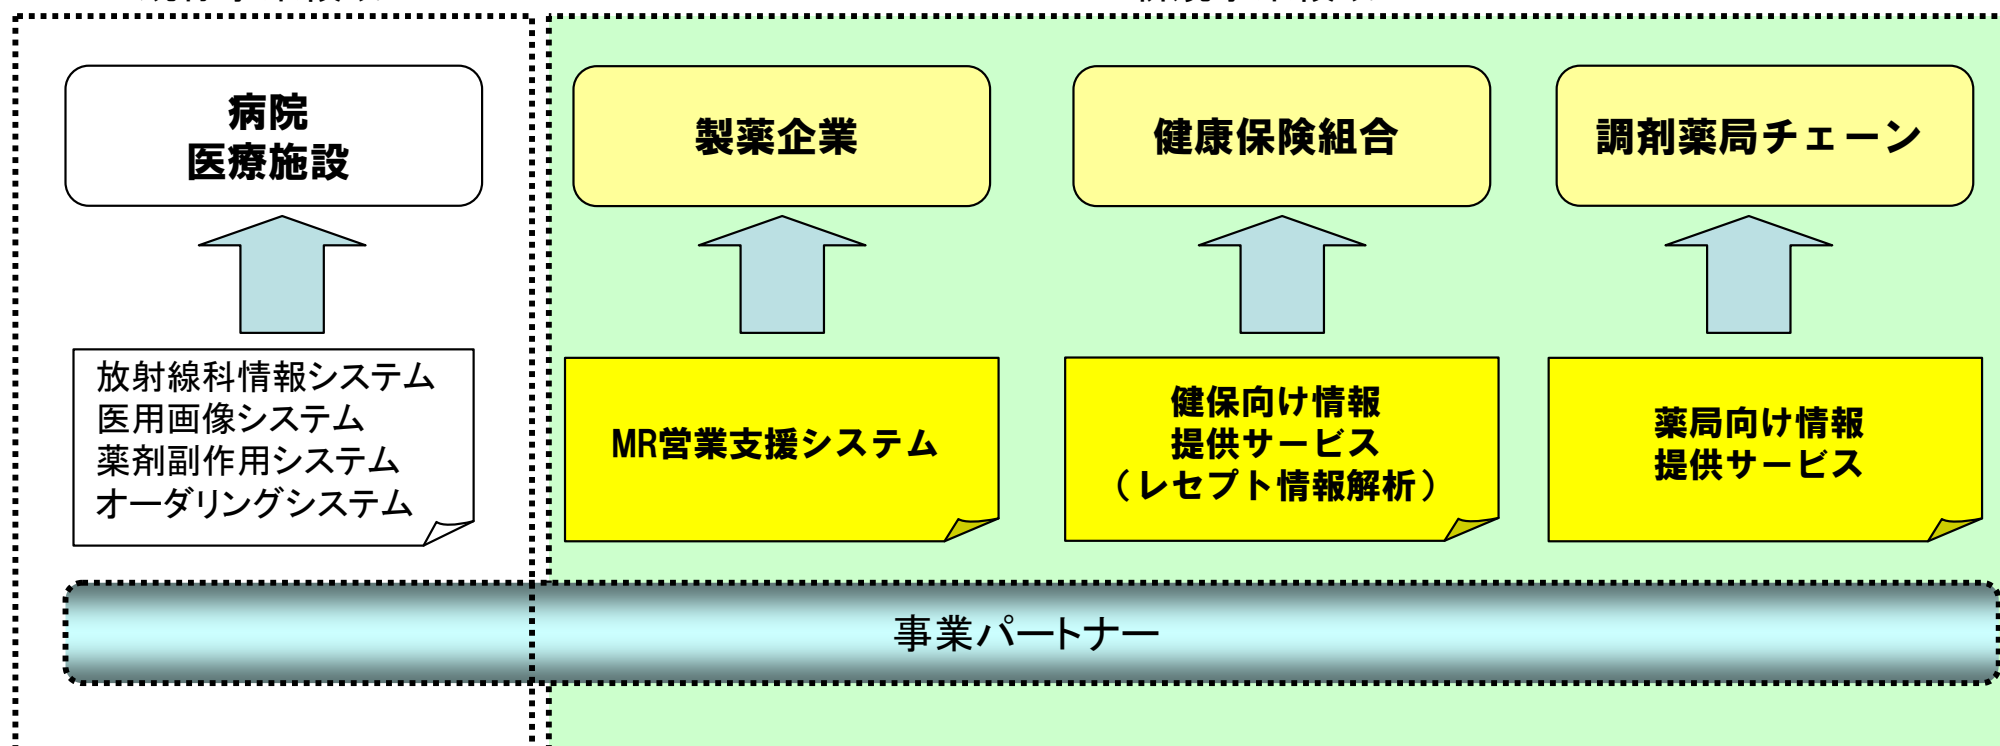 病院
医療施設
製薬企業
健康保険組合
調剤薬局チェーン
放射線科情報システム
医用画像システム
薬剤副作用システム
オーダリングシステム
MR営業支援システム
健保向け情報
提供サービス
（レセプト情報解析）
薬局向け情報
提供サービス
事業パートナー